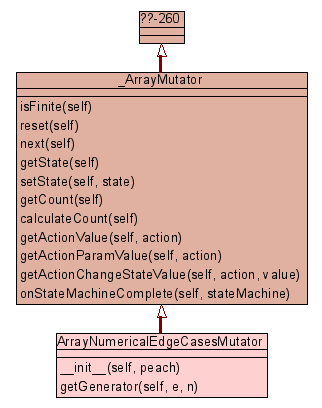 ??-260
_ArrayMutator
isFinite(self)
reset(self)
next(self)
getState(self)
setState(self, state)
getCount(self)
calculateCount(self)
getActionValue(self, action)
getActionParamValue(self, action)
getActionChangeStateValue(self, action, value)
onStateMachineComplete(self, stateMachine)
ArrayNumericalEdgeCasesMutator
__init__(self, peach)
getGenerator(self, e, n)